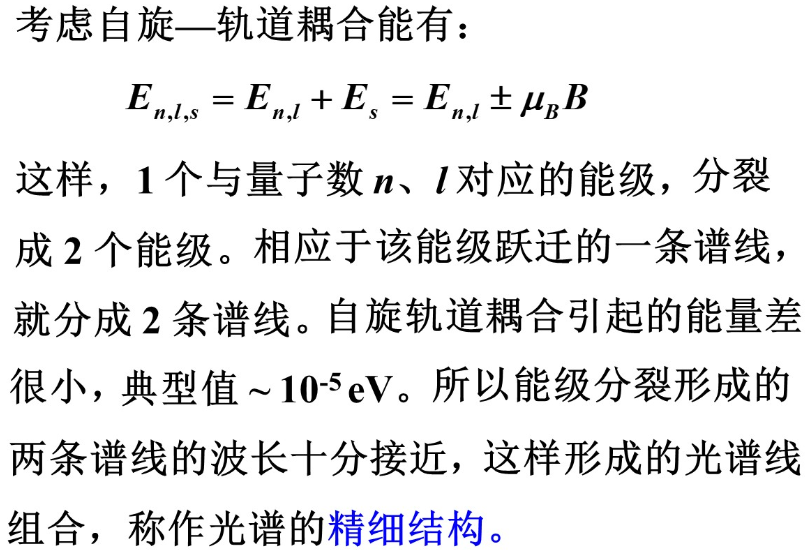 考虑自旋—轨道耦合能有：
E_{n,l,s} = E_{n,l} + E_s = E_{n,l} ± μ_B B
这样，1 个与量子数 n、l 对应的能级，分裂
成 2 个能级。相应于该能级跃迁的一条谱线，
就分成 2 条谱线。自旋轨道耦合引起的能量差
很小，典型值 ~ 10⁻⁵ eV。所以能级分裂形成的
两条谱线的波长十分接近，这样形成的光谱线
组合，称作光谱的精细结构。